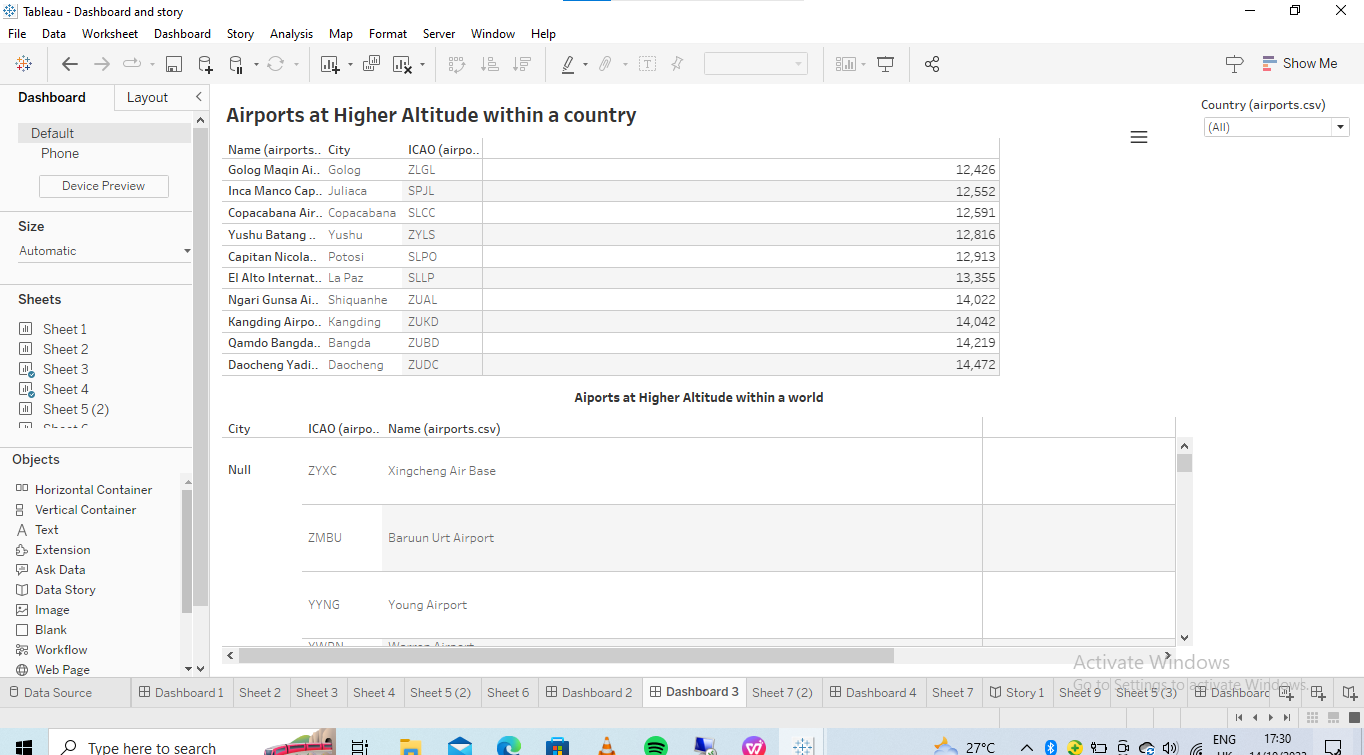 Tableau - Dashboard and story
File Data Worksheet Dashboard Story Analysis Map Format Server Window Help
Show Me
Dashboard Layout
Default
Phone
Device Preview
Size
Automatic
Sheets
Sheet 1
Sheet 2
Sheet 3
Sheet 4
Sheet 5 (2)
Objects
Horizontal Container
Vertical Container
Text
Extension
Ask Data
Data Story
Image
Blank
Workflow
Web Page
Airports at Higher Altitude within a country
Name (airports.. City ICAO (airpo..
Golog Maqin Ai.. Golog ZLGL 12,426
Inca Manco Cap.. Juliaca SPJL 12,552
Copacabana Air.. Copacabana SLCC 12,591
Yushu Batang .. Yushu ZYLS 12,816
Capitan Nicola.. Potosi SLPO 12,913
El Alto Internat.. La Paz SLLP 13,355
Ngari Gunsa Ai.. Shiquanhe ZUAL 14,022
Kangding Airpo.. Kangding ZUKD 14,042
Qamdo Bangda.. Bangda ZUBD 14,219
Daocheng Yadi.. Daocheng ZUDC 14,472
Country (airports.csv)
(All)
Aiports at Higher Altitude within a world
City ICAO (airpo.. Name (airports.csv)
Null ZYXC Xingcheng Air Base
ZMBU Baruun Urt Airport
YYNG Young Airport
Activate Windows
Go to Settings to activate Windows.
Data Source Dashboard 1 Sheet 2 Sheet 3 Sheet 4 Sheet 5 (2) Sheet 6 Dashboard 2 Dashboard 3 Sheet 7 (2) Dashboard 4 Sheet 7 Story 1 Sheet 9 Sheet 5 (3) Dashboarc
Type here to search
27°C
ENG
17:30